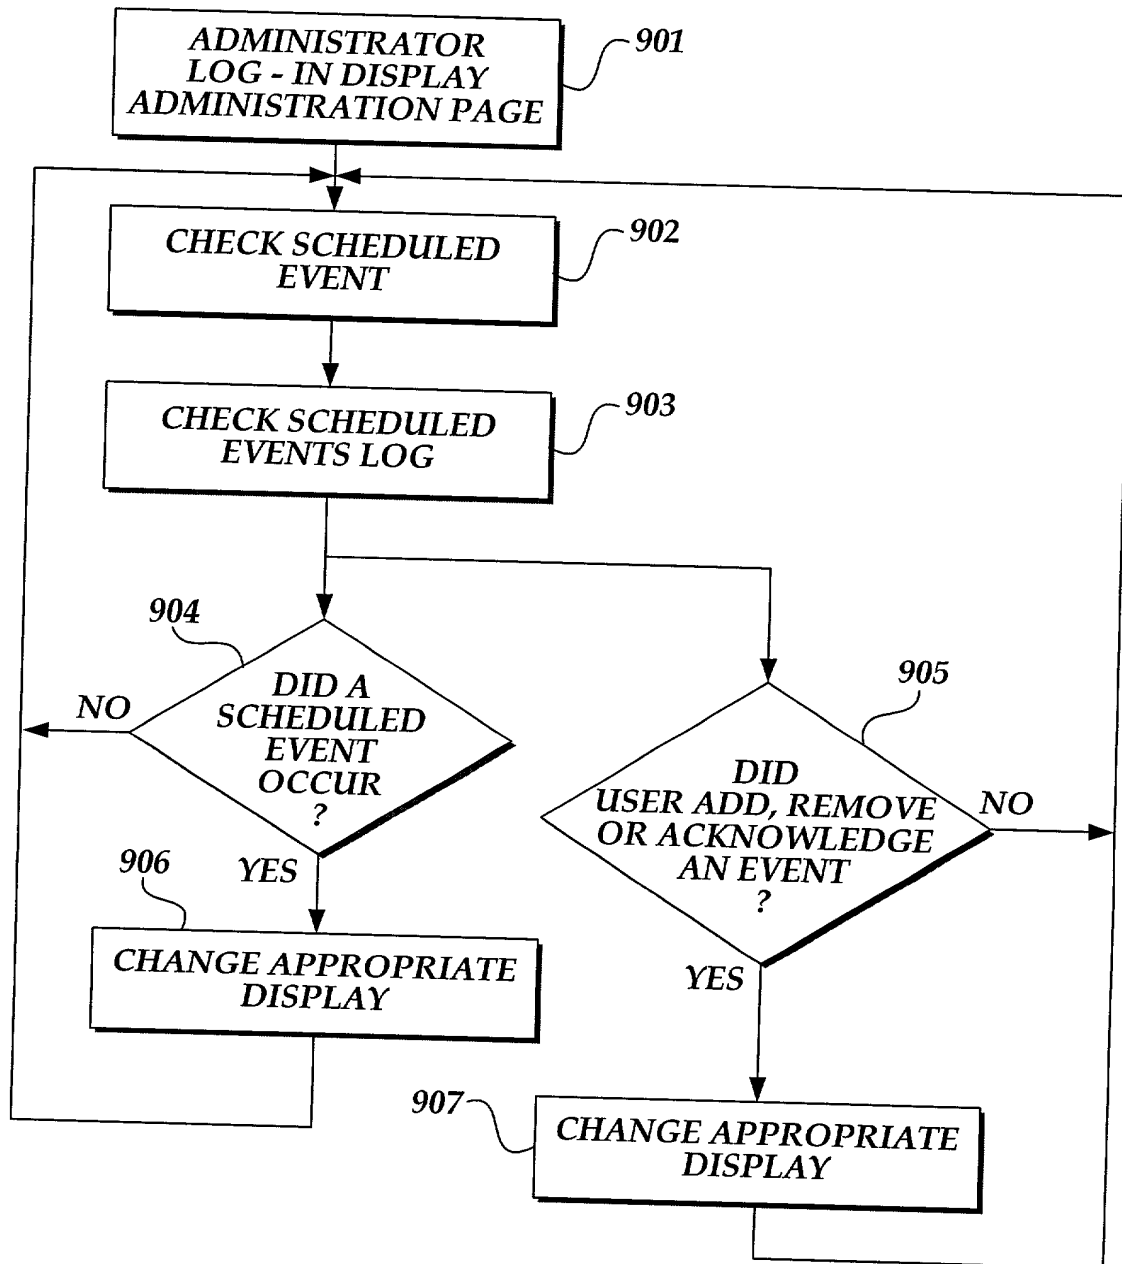 ADMINISTRATOR
LOG - IN DISPLAY
ADMINISTRATION PAGE
901
CHECK SCHEDULED
EVENT
902
CHECK SCHEDULED
EVENTS LOG
903
904
DID A
SCHEDULED
EVENT
OCCUR
?
NO
YES
905
DID
USER ADD, REMOVE
OR ACKNOWLEDGE
AN EVENT
?
NO
YES
906
CHANGE APPROPRIATE
DISPLAY
907
CHANGE APPROPRIATE
DISPLAY